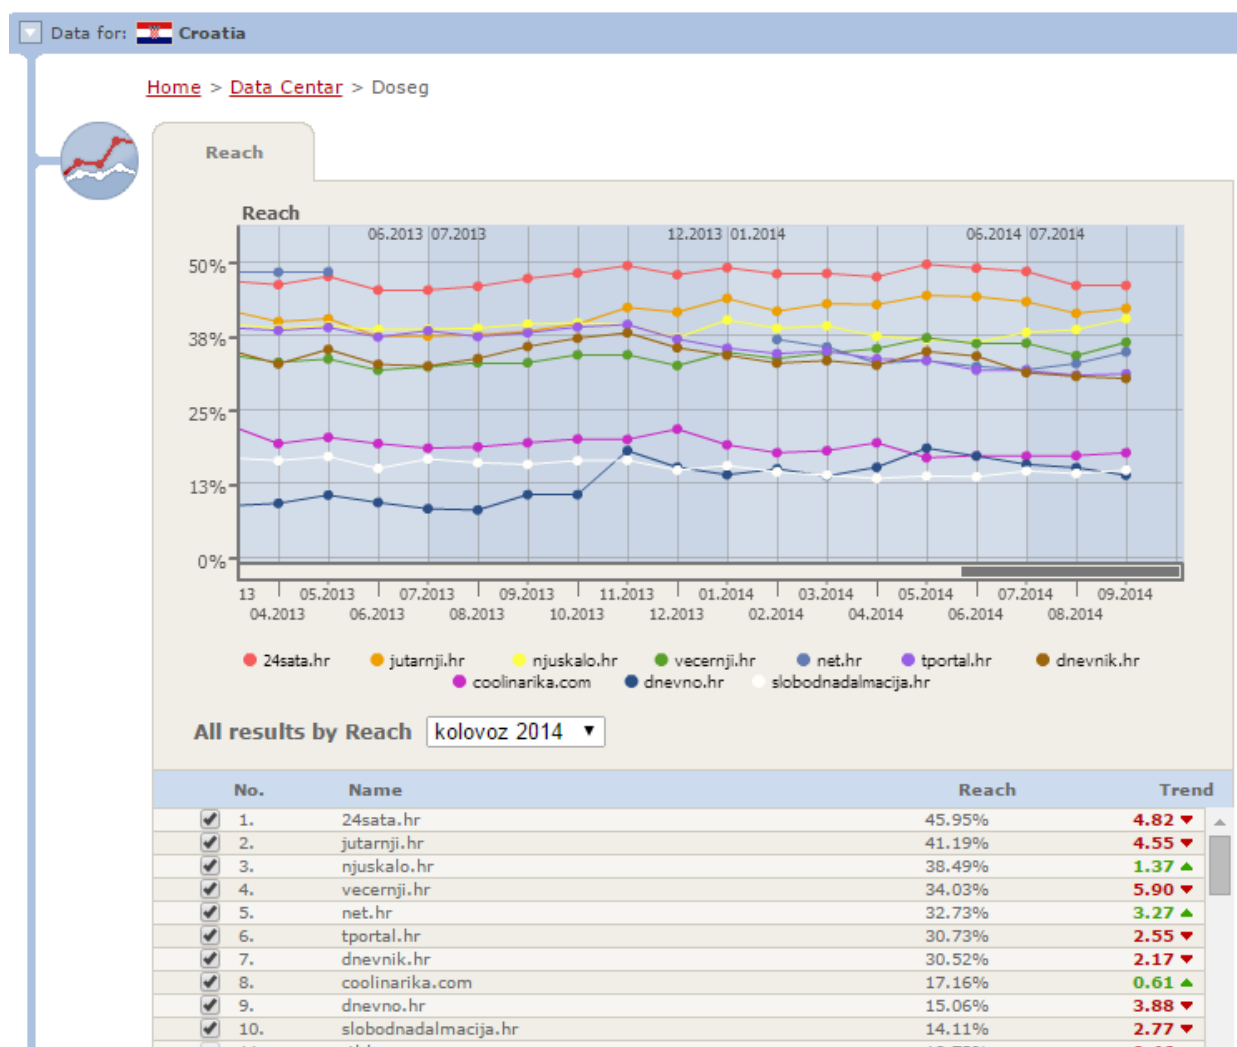 Data for: Croatia
Home > Data Centar > Doseg
Reach
Reach
06.2013 07.2013 12.2013 01.2014 06.2014 07.2014
50%
38%
25%
13%
0%
13 05.2013 07.2013 09.2013 11.2013 01.2014 03.2014 05.2014 07.2014 09.2014
04.2013 06.2013 08.2013 10.2013 12.2013 02.2014 04.2014 06.2014 08.2014
24sata.hr jutarnji.hr njuskalo.hr vecernji.hr net.hr tportal.hr dnevnik.hr
coolinarika.com dnevno.hr slobodnadalmacija.hr
All results by Reach kolovoz 2014
No. Name Reach Trend
1. 24sata.hr 45.95% 4.82
2. jutarnji.hr 41.19% 4.55
3. njuskalo.hr 38.49% 1.37
4. vecernji.hr 34.03% 5.90
5. net.hr 32.73% 3.27
6. tportal.hr 30.73% 2.55
7. dnevnik.hr 30.52% 2.17
8. coolinarika.com 17.16% 0.61
9. dnevno.hr 15.06% 3.88
10. slobodnadalmacija.hr 14.11% 2.77